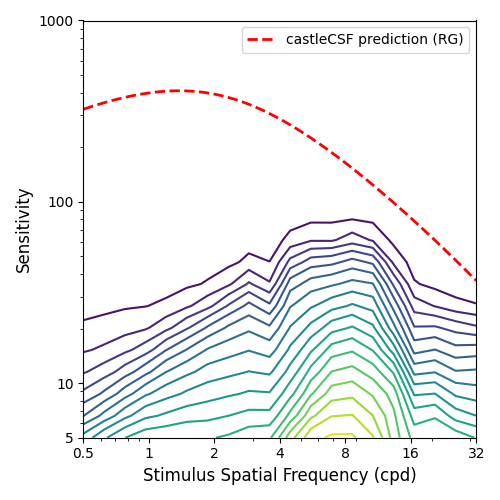 1000
castleCSF prediction (RG)
100
10
5
Sensitivity
0.5 1 2 4 8 16 32
Stimulus Spatial Frequency (cpd)